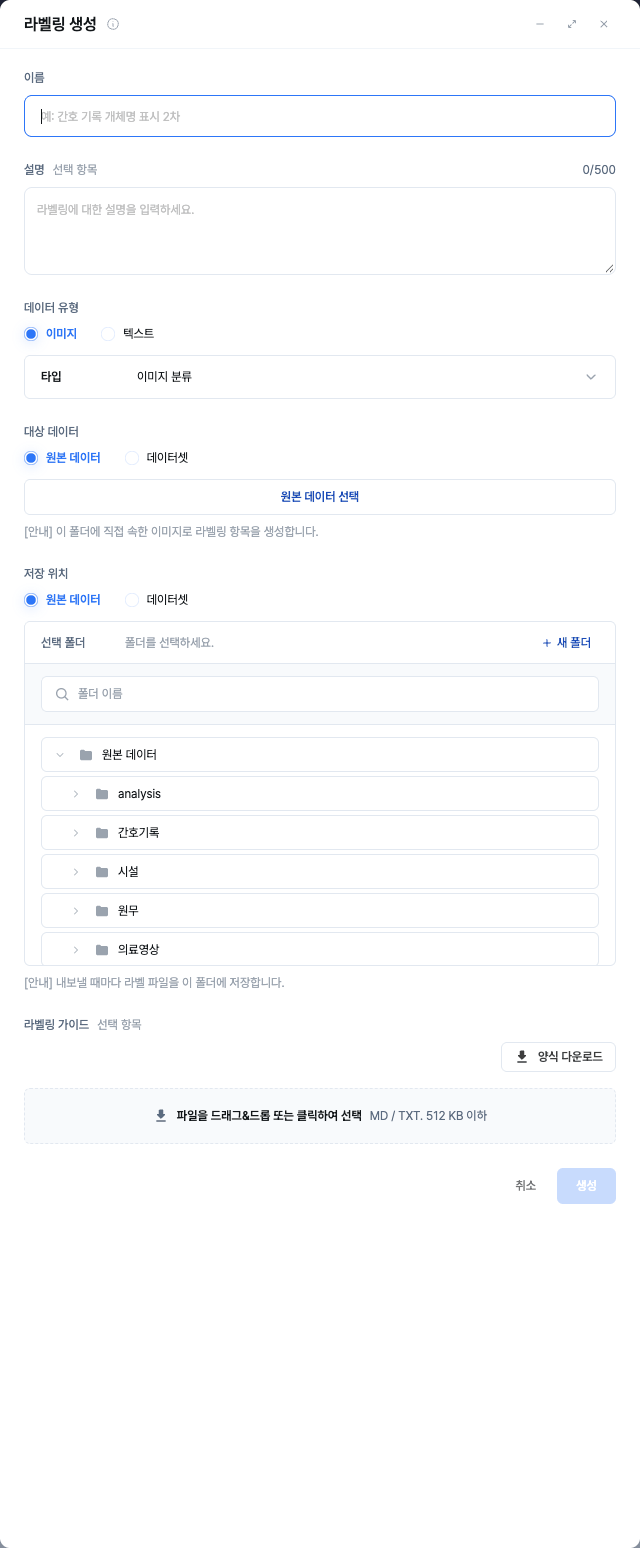 라벨링 생성
이름
예: 간호 기록 개체명 표시 2차
설명 선택 항목 0/500
라벨링에 대한 설명을 입력하세요.
데이터 유형
이미지 텍스트
타입 이미지 분류
대상 데이터
원본 데이터 데이터셋
원본 데이터 선택
[안내] 이 폴더에 직접 속한 이미지로 라벨링 항목을 생성합니다.
저장 위치
원본 데이터 데이터셋
선택 폴더 폴더를 선택하세요. + 새 폴더
폴더 이름
원본 데이터
analysis
간호기록
시설
원무
의료영상
[안내] 내보낼 때마다 라벨 파일을 이 폴더에 저장합니다.
라벨링 가이드 선택 항목
양식 다운로드
파일을 드래그&드롭 또는 클릭하여 선택 MD / TXT. 512 KB 이하
취소 생성